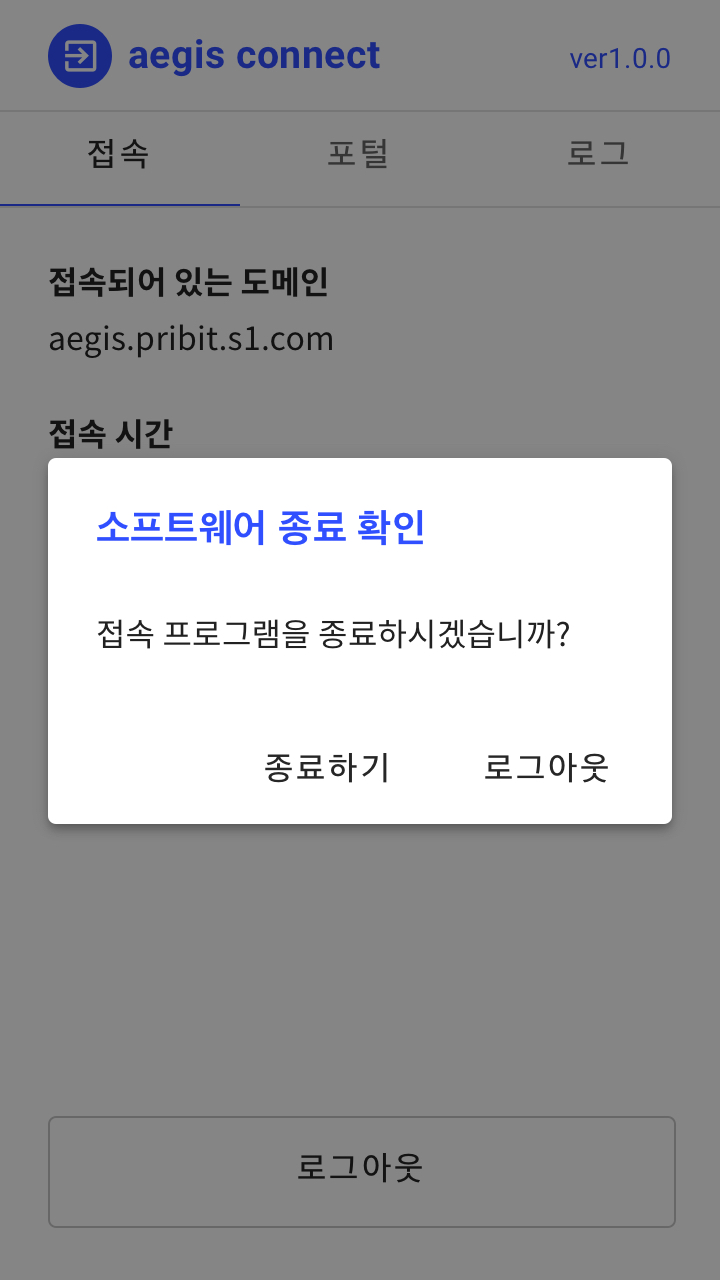 aegis connect
ver1.0.0
접속 포털 로그
접속되어 있는 도메인
aegis.pribit.s1.com
접속 시간
소프트웨어 종료 확인
접속 프로그램을 종료하시겠습니까?
종료하기 로그아웃
로그아웃